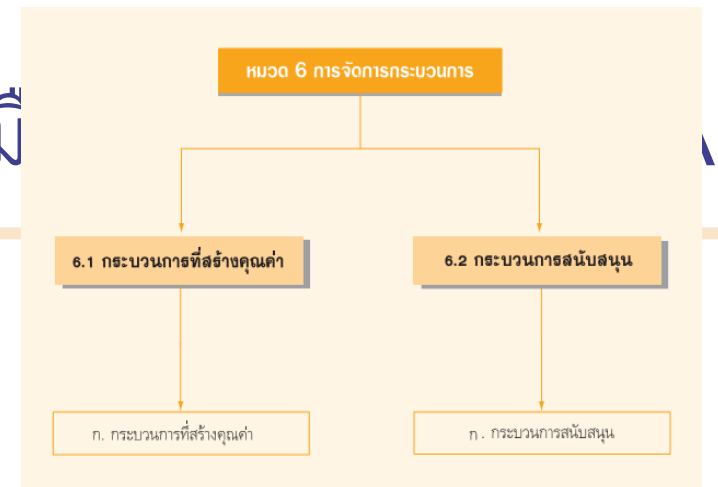 หมวด 6 การจัดการกระบวนการ
6.1 กระบวนการที่สร้างคุณค่า
6.2 กระบวนการสนับสนุน
ก. กระบวนการที่สร้างคุณค่า
ก. กระบวนการสนับสนุน